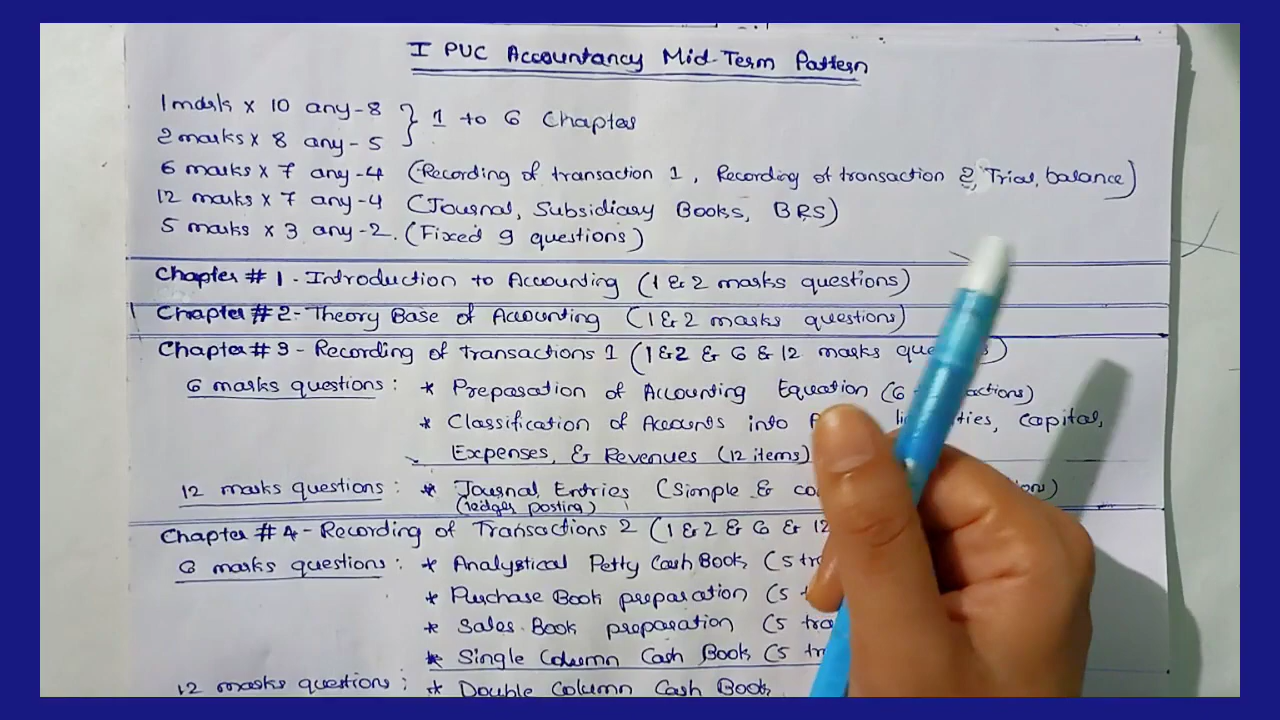 I PUC Accountancy Mid-Term Pattern
1 mark x 10 any-8 } 1 to 6 Chapter
2 marks x 8 any-5
6 marks x 7 any-4 (Recording of transaction 1, Recording of transaction 2, Trial balance)
12 marks x 7 any-4 (Journal, Subsidiary Books, BRS)
5 marks x 3 any-2. (Fixed 9 questions)
Chapter # 1 - Introduction to Accounting (1 & 2 marks questions)
Chapter # 2 - Theory Base of Accounting (1 & 2 marks questions)
Chapter # 3 - Recording of transactions 1 (1 & 2 & 6 & 12 marks
6 marks questions : * Preparation of Accounting Equation (6
* Classification of Accounts into capital,
Expenses, & Revenues (12 items)
12 marks questions : * Journal Entries (Simple &
(ledger posting)
Chapter # 4 - Recording of Transactions 2 (1 & 2 & 6 & 12
6 marks questions : * Analystical Petty Cash Book (5
* Purchase Book preparation (5
* Sales Book preparation (5
* Single Column Cash Book (5
12 marks questions : * Double Column Cash Book